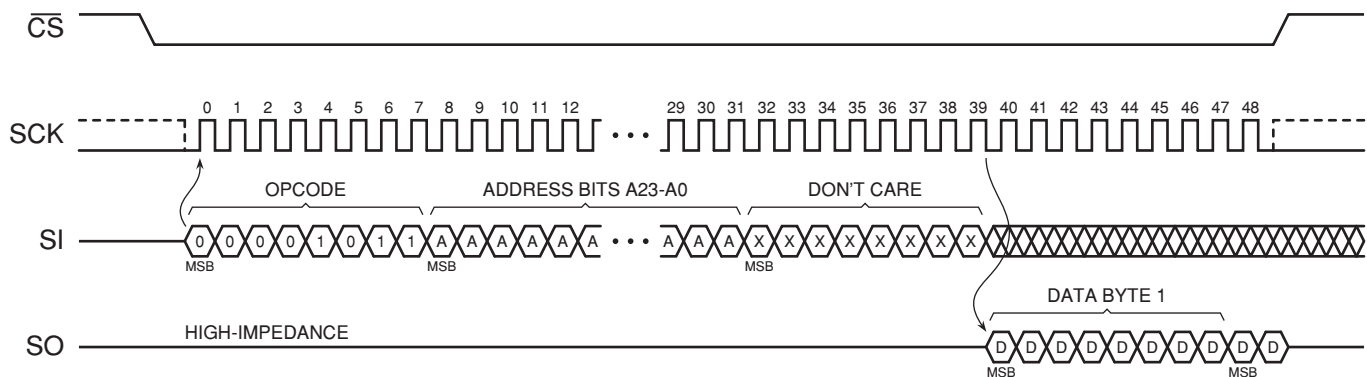 CS
SCK
0 1 2 3 4 5 6 7 8 9 10 11 12 29 30 31 32 33 34 35 36 37 38 39 40 41 42 43 44 45 46 47 48
OPCODE ADDRESS BITS A23-A0 DON'T CARE
SI
0 0 0 0 1 0 1 1 A A A A A A A A A X X X X X X X X
MSB MSB MSB
DATA BYTE 1
HIGH-IMPEDANCE
SO
D D D D D D D D D D
MSB MSB